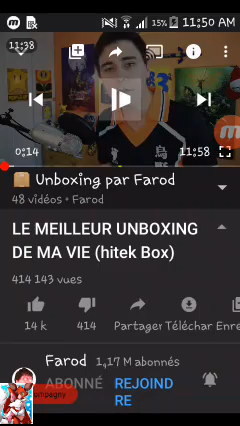 15% 11:50 AM
11:38
0:14 11:58
Unboxing par Farod
48 vidéos • Farod
LE MEILLEUR UNBOXING
DE MA VIE (hitek Box)
414 143 vues
14 k 414 Partager Téléchar Enre
Farod 1,17 M abonnés
ABONNÉ REJOIND
RE